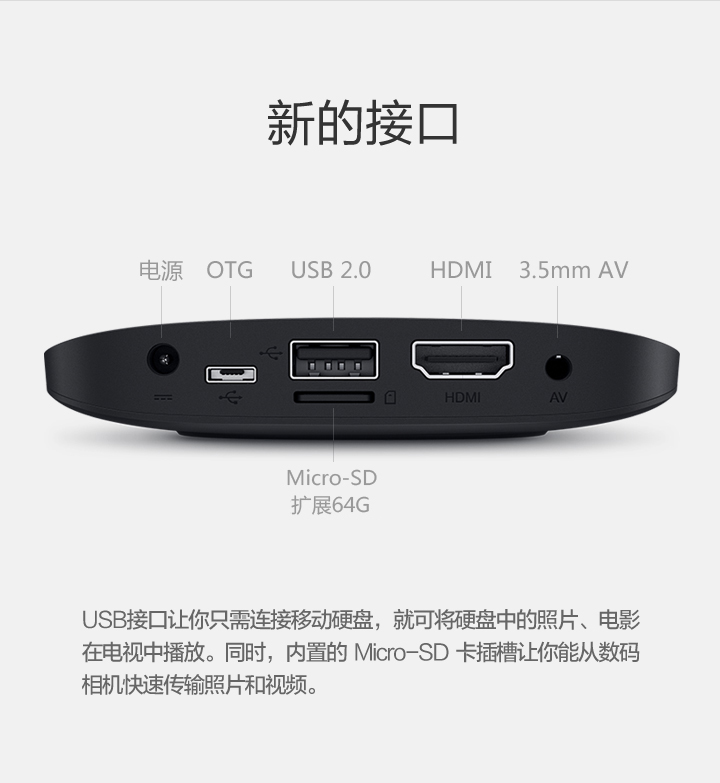 新的接口
电源 OTG USB 2.0 HDMI 3.5mm AV
HDMI AV
Micro-SD
扩展64G
USB接口让你只需连接移动硬盘，就可将硬盘中的照片、电影
在电视中播放。同时，内置的 Micro-SD 卡插槽让你能从数码
相机快速传输照片和视频。